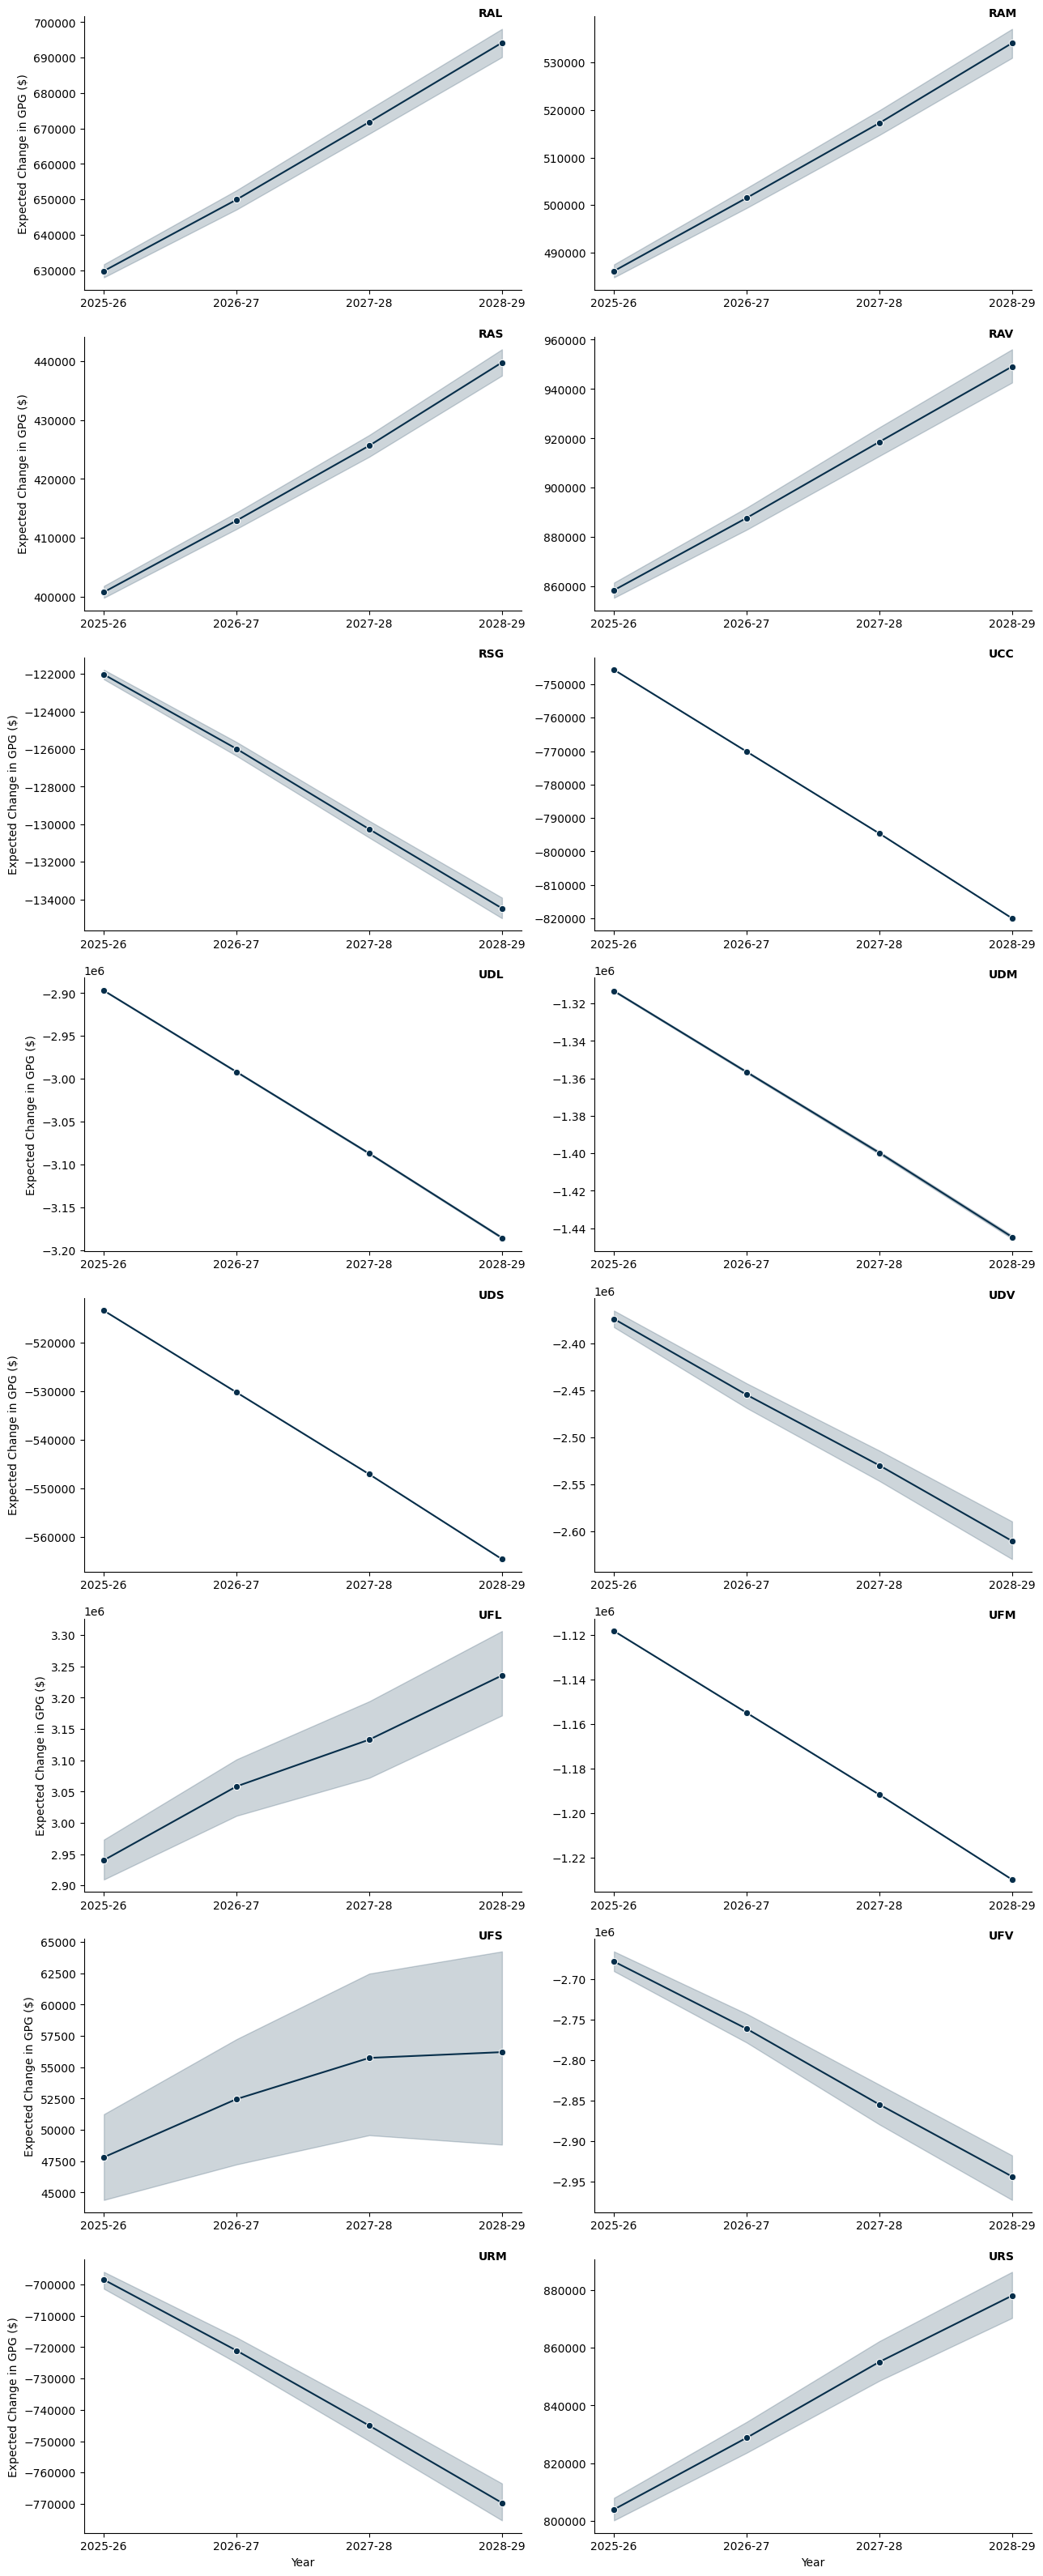 RAL
RAM
700000
690000
680000
670000
660000
650000
640000
630000
Expected Change in GPG ($)
2025-26 2026-27 2027-28 2028-29
530000
520000
510000
500000
490000
2025-26 2026-27 2027-28 2028-29
RAS
RAV
440000
430000
420000
410000
400000
Expected Change in GPG ($)
2025-26 2026-27 2027-28 2028-29
960000
940000
920000
900000
880000
860000
2025-26 2026-27 2027-28 2028-29
RSG
UCC
−122000
−124000
−126000
−128000
−130000
−132000
−134000
Expected Change in GPG ($)
2025-26 2026-27 2027-28 2028-29
−750000
−760000
−770000
−780000
−790000
−800000
−810000
−820000
2025-26 2026-27 2027-28 2028-29
1e6
UDL
1e6
UDM
−2.90
−2.95
−3.00
−3.05
−3.10
−3.15
−3.20
Expected Change in GPG ($)
2025-26 2026-27 2027-28 2028-29
−1.32
−1.34
−1.36
−1.38
−1.40
−1.42
−1.44
2025-26 2026-27 2027-28 2028-29
UDS
1e6
UDV
−520000
−530000
−540000
−550000
−560000
Expected Change in GPG ($)
2025-26 2026-27 2027-28 2028-29
−2.40
−2.45
−2.50
−2.55
−2.60
2025-26 2026-27 2027-28 2028-29
1e6
UFL
1e6
UFM
3.30
3.25
3.20
3.15
3.10
3.05
3.00
2.95
2.90
Expected Change in GPG ($)
2025-26 2026-27 2027-28 2028-29
−1.12
−1.14
−1.16
−1.18
−1.20
−1.22
2025-26 2026-27 2027-28 2028-29
UFS
1e6
UFV
65000
62500
60000
57500
55000
52500
50000
47500
45000
Expected Change in GPG ($)
2025-26 2026-27 2027-28 2028-29
−2.70
−2.75
−2.80
−2.85
−2.90
−2.95
2025-26 2026-27 2027-28 2028-29
URM
URS
−700000
−710000
−720000
−730000
−740000
−750000
−760000
−770000
Expected Change in GPG ($)
2025-26 2026-27 2027-28 2028-29
Year
880000
860000
840000
820000
800000
2025-26 2026-27 2027-28 2028-29
Year